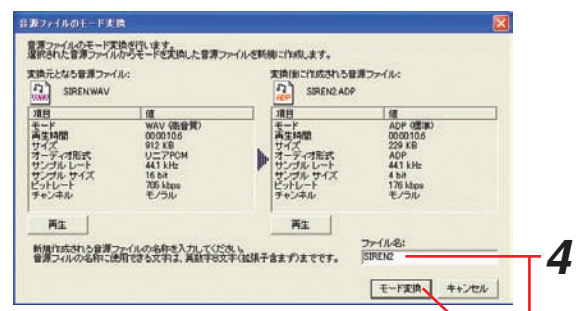 音源ファイルのモード変換
音源ファイルのモード変換を行います。
選択された音源ファイルからモードを変換した音源ファイルを新規に作成します。
変換元となる音源ファイル:
SIREN.WAV
項目 値
モード WAV (高音質)
再生時間 00:00:10.6
サイズ 912 KB
オーディオ形式 リニアPCM
サンプル レート 44.1 kHz
サンプル サイズ 16 bit
ビットレート 705 kbps
チャンネル モノラル
再生
変換後に作成される音源ファイル:
SIREN2.ADP
項目 値
モード ADP (標準)
再生時間 00:00:10.6
サイズ 229 KB
オーディオ形式 ADP
サンプル レート 44.1 kHz
サンプル サイズ 4 bit
ビットレート 176 kbps
チャンネル モノラル
再生
新規作成される音源ファイルの名称を入力してください。
音源フィルの名称に使用できる文字は、英数字8文字(拡張子含まず)までです。
ファイル名:
SIREN2
4
モード変換 キャンセル